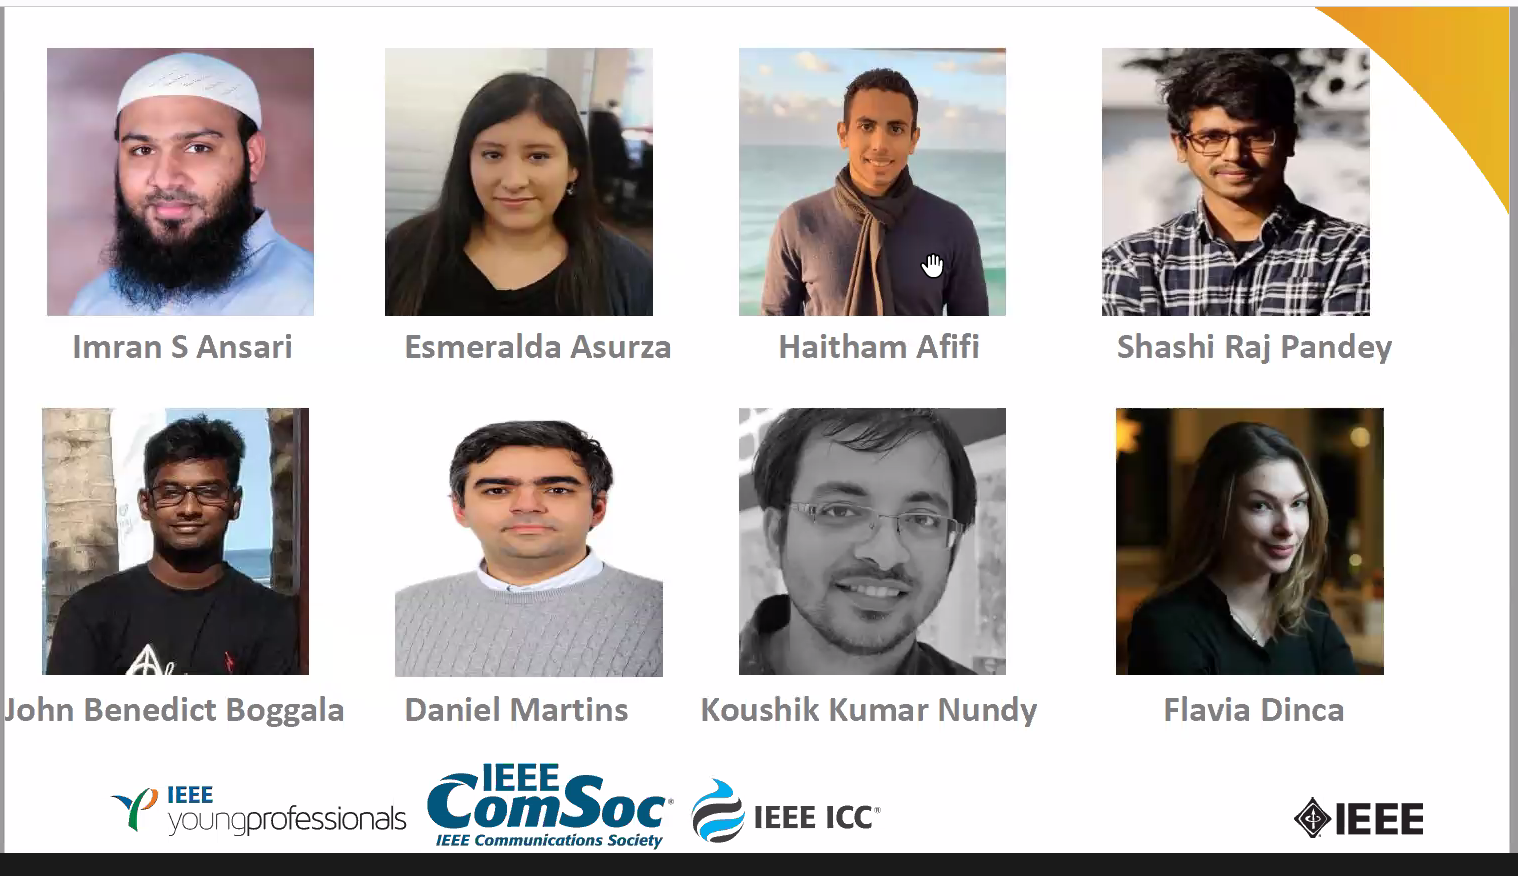 Imran S Ansari
Esmeralda Asurza
Haitham Afifi
Shashi Raj Pandey
John Benedict Boggala
Daniel Martins
Koushik Kumar Nundy
Flavia Dinca
IEEE
youngprofessionals
IEEE
ComSoc®
IEEE Communications Society
IEEE ICC®
IEEE